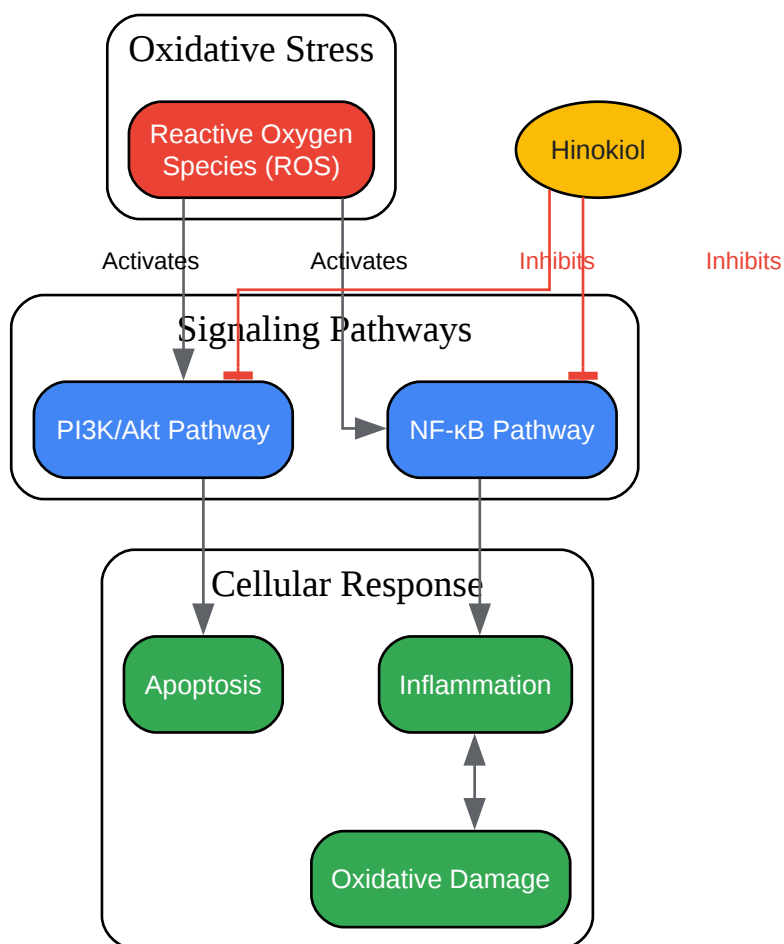 Oxidative Stress
Reactive Oxygen
Species (ROS)
Hinokiol
Activates
Activates
Inhibits
Inhibits
Signaling Pathways
PI3K/Akt Pathway
NF-κB Pathway
Cellular Response
Apoptosis
Inflammation
Oxidative Damage